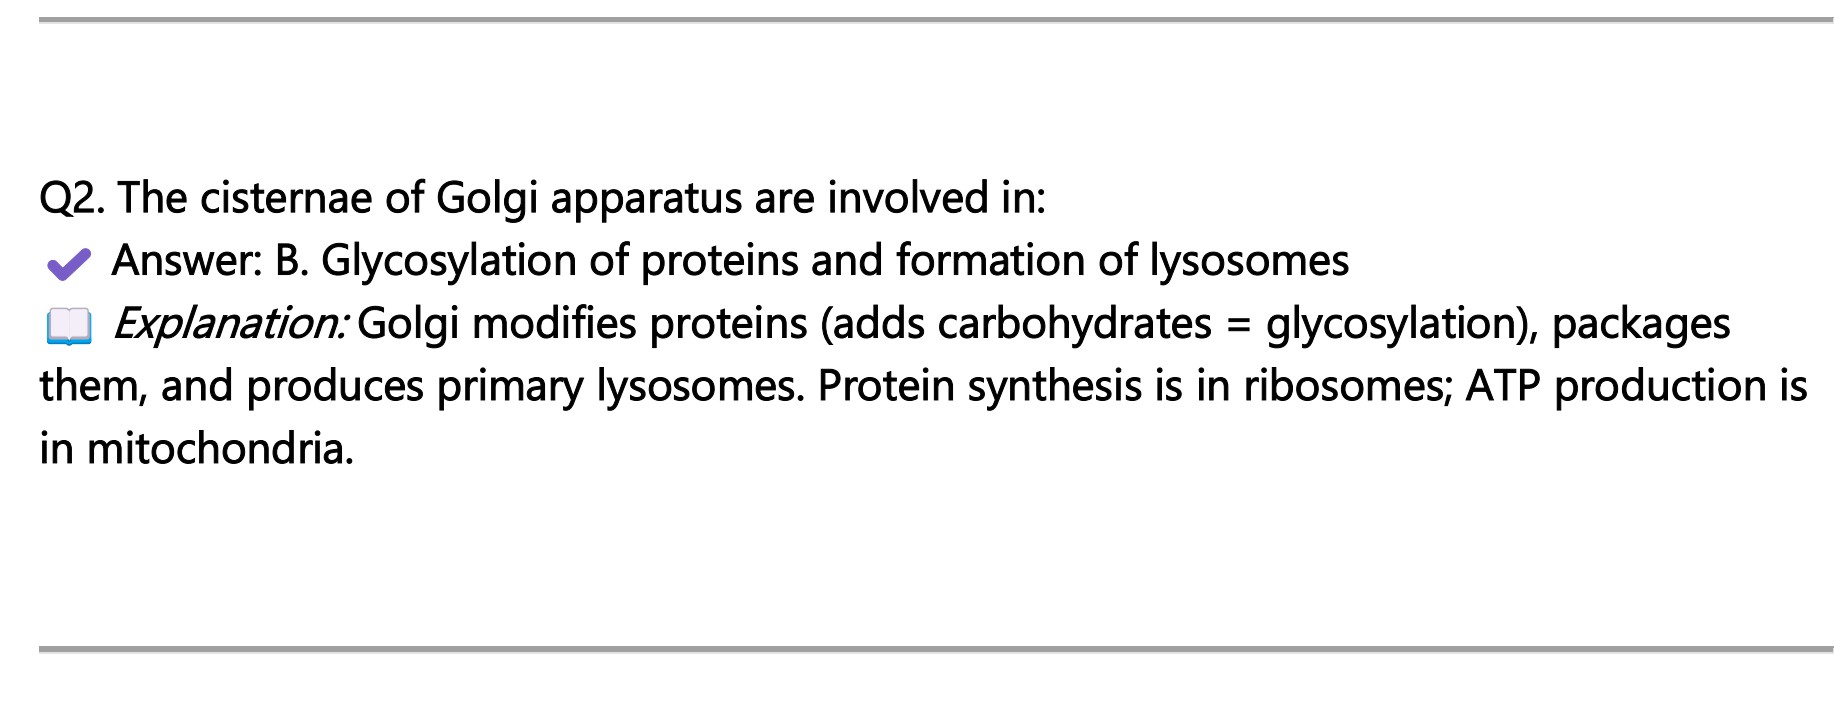 Q2. The cisternae of Golgi apparatus are involved in:
✔ Answer: B. Glycosylation of proteins and formation of lysosomes
📖 Explanation: Golgi modifies proteins (adds carbohydrates = glycosylation), packages
them, and produces primary lysosomes. Protein synthesis is in ribosomes; ATP production is
in mitochondria.